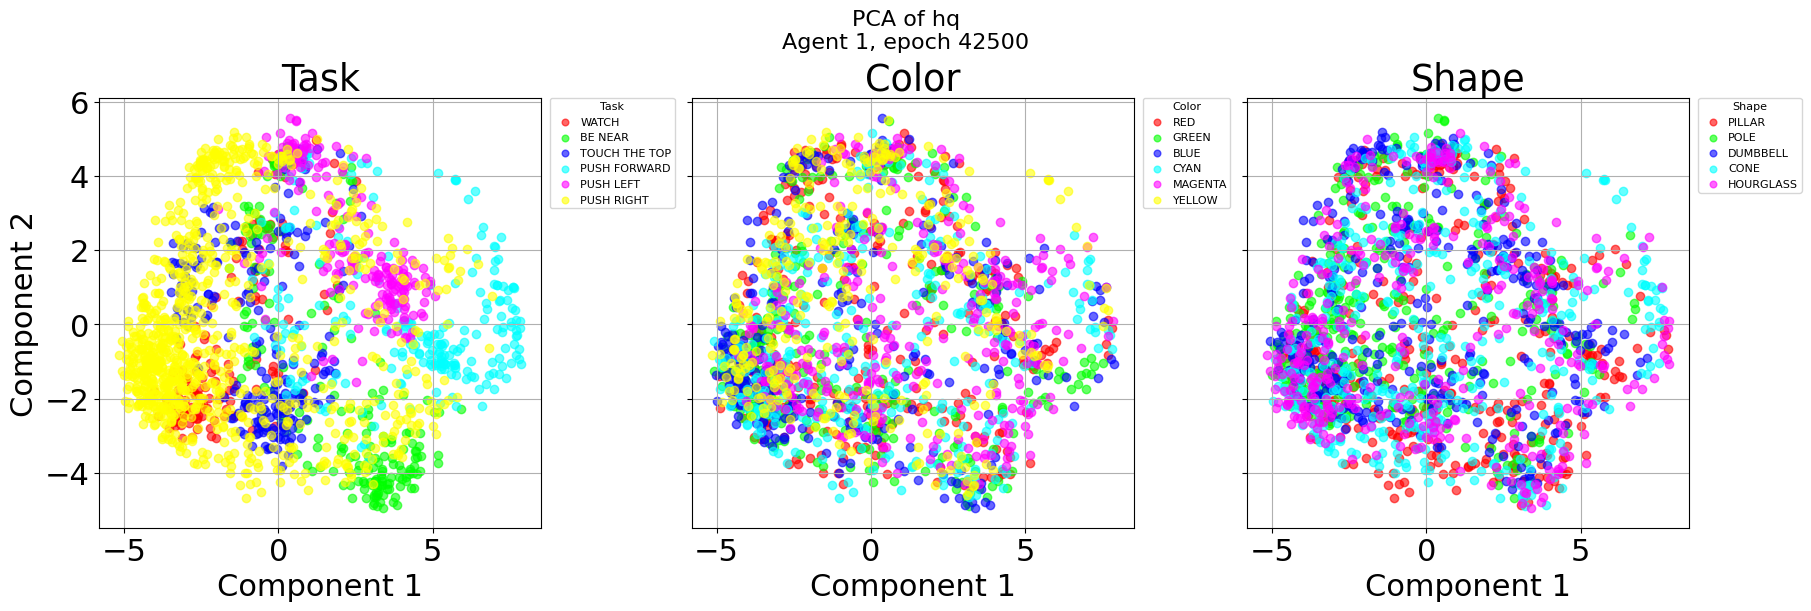 PCA of hq
Agent 1, epoch 42500
Task
Color
Shape
Task
WATCH
BE NEAR
TOUCH THE TOP
PUSH FORWARD
PUSH LEFT
PUSH RIGHT
Color
RED
GREEN
BLUE
CYAN
MAGENTA
YELLOW
Shape
PILLAR
POLE
DUMBBELL
CONE
HOURGLASS
Component 2
6
4
2
0
−2
−4
−5 0 5
−5 0 5
−5 0 5
Component 1
Component 1
Component 1